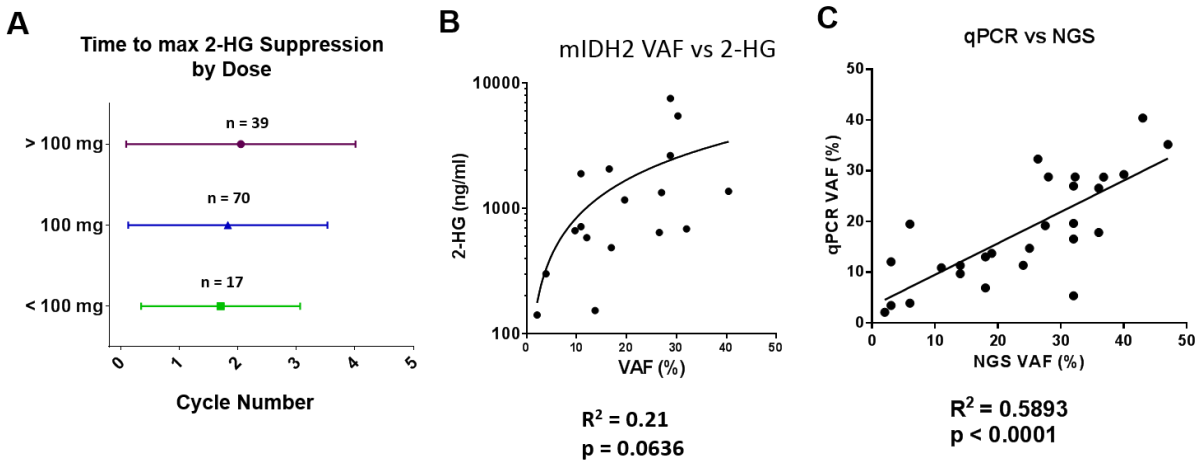 A
Time to max 2-HG Suppression
by Dose
> 100 mg
n = 39
100 mg
n = 70
< 100 mg
n = 17
0 1 2 3 4 5
Cycle Number
B
mIDH2 VAF vs 2-HG
10000
1000
100
2-HG (ng/ml)
0 10 20 30 40 50
VAF (%)
R² = 0.21
p = 0.0636
C
qPCR vs NGS
50
40
30
20
10
0
qPCR VAF (%)
0 10 20 30 40 50
NGS VAF (%)
R² = 0.5893
p < 0.0001